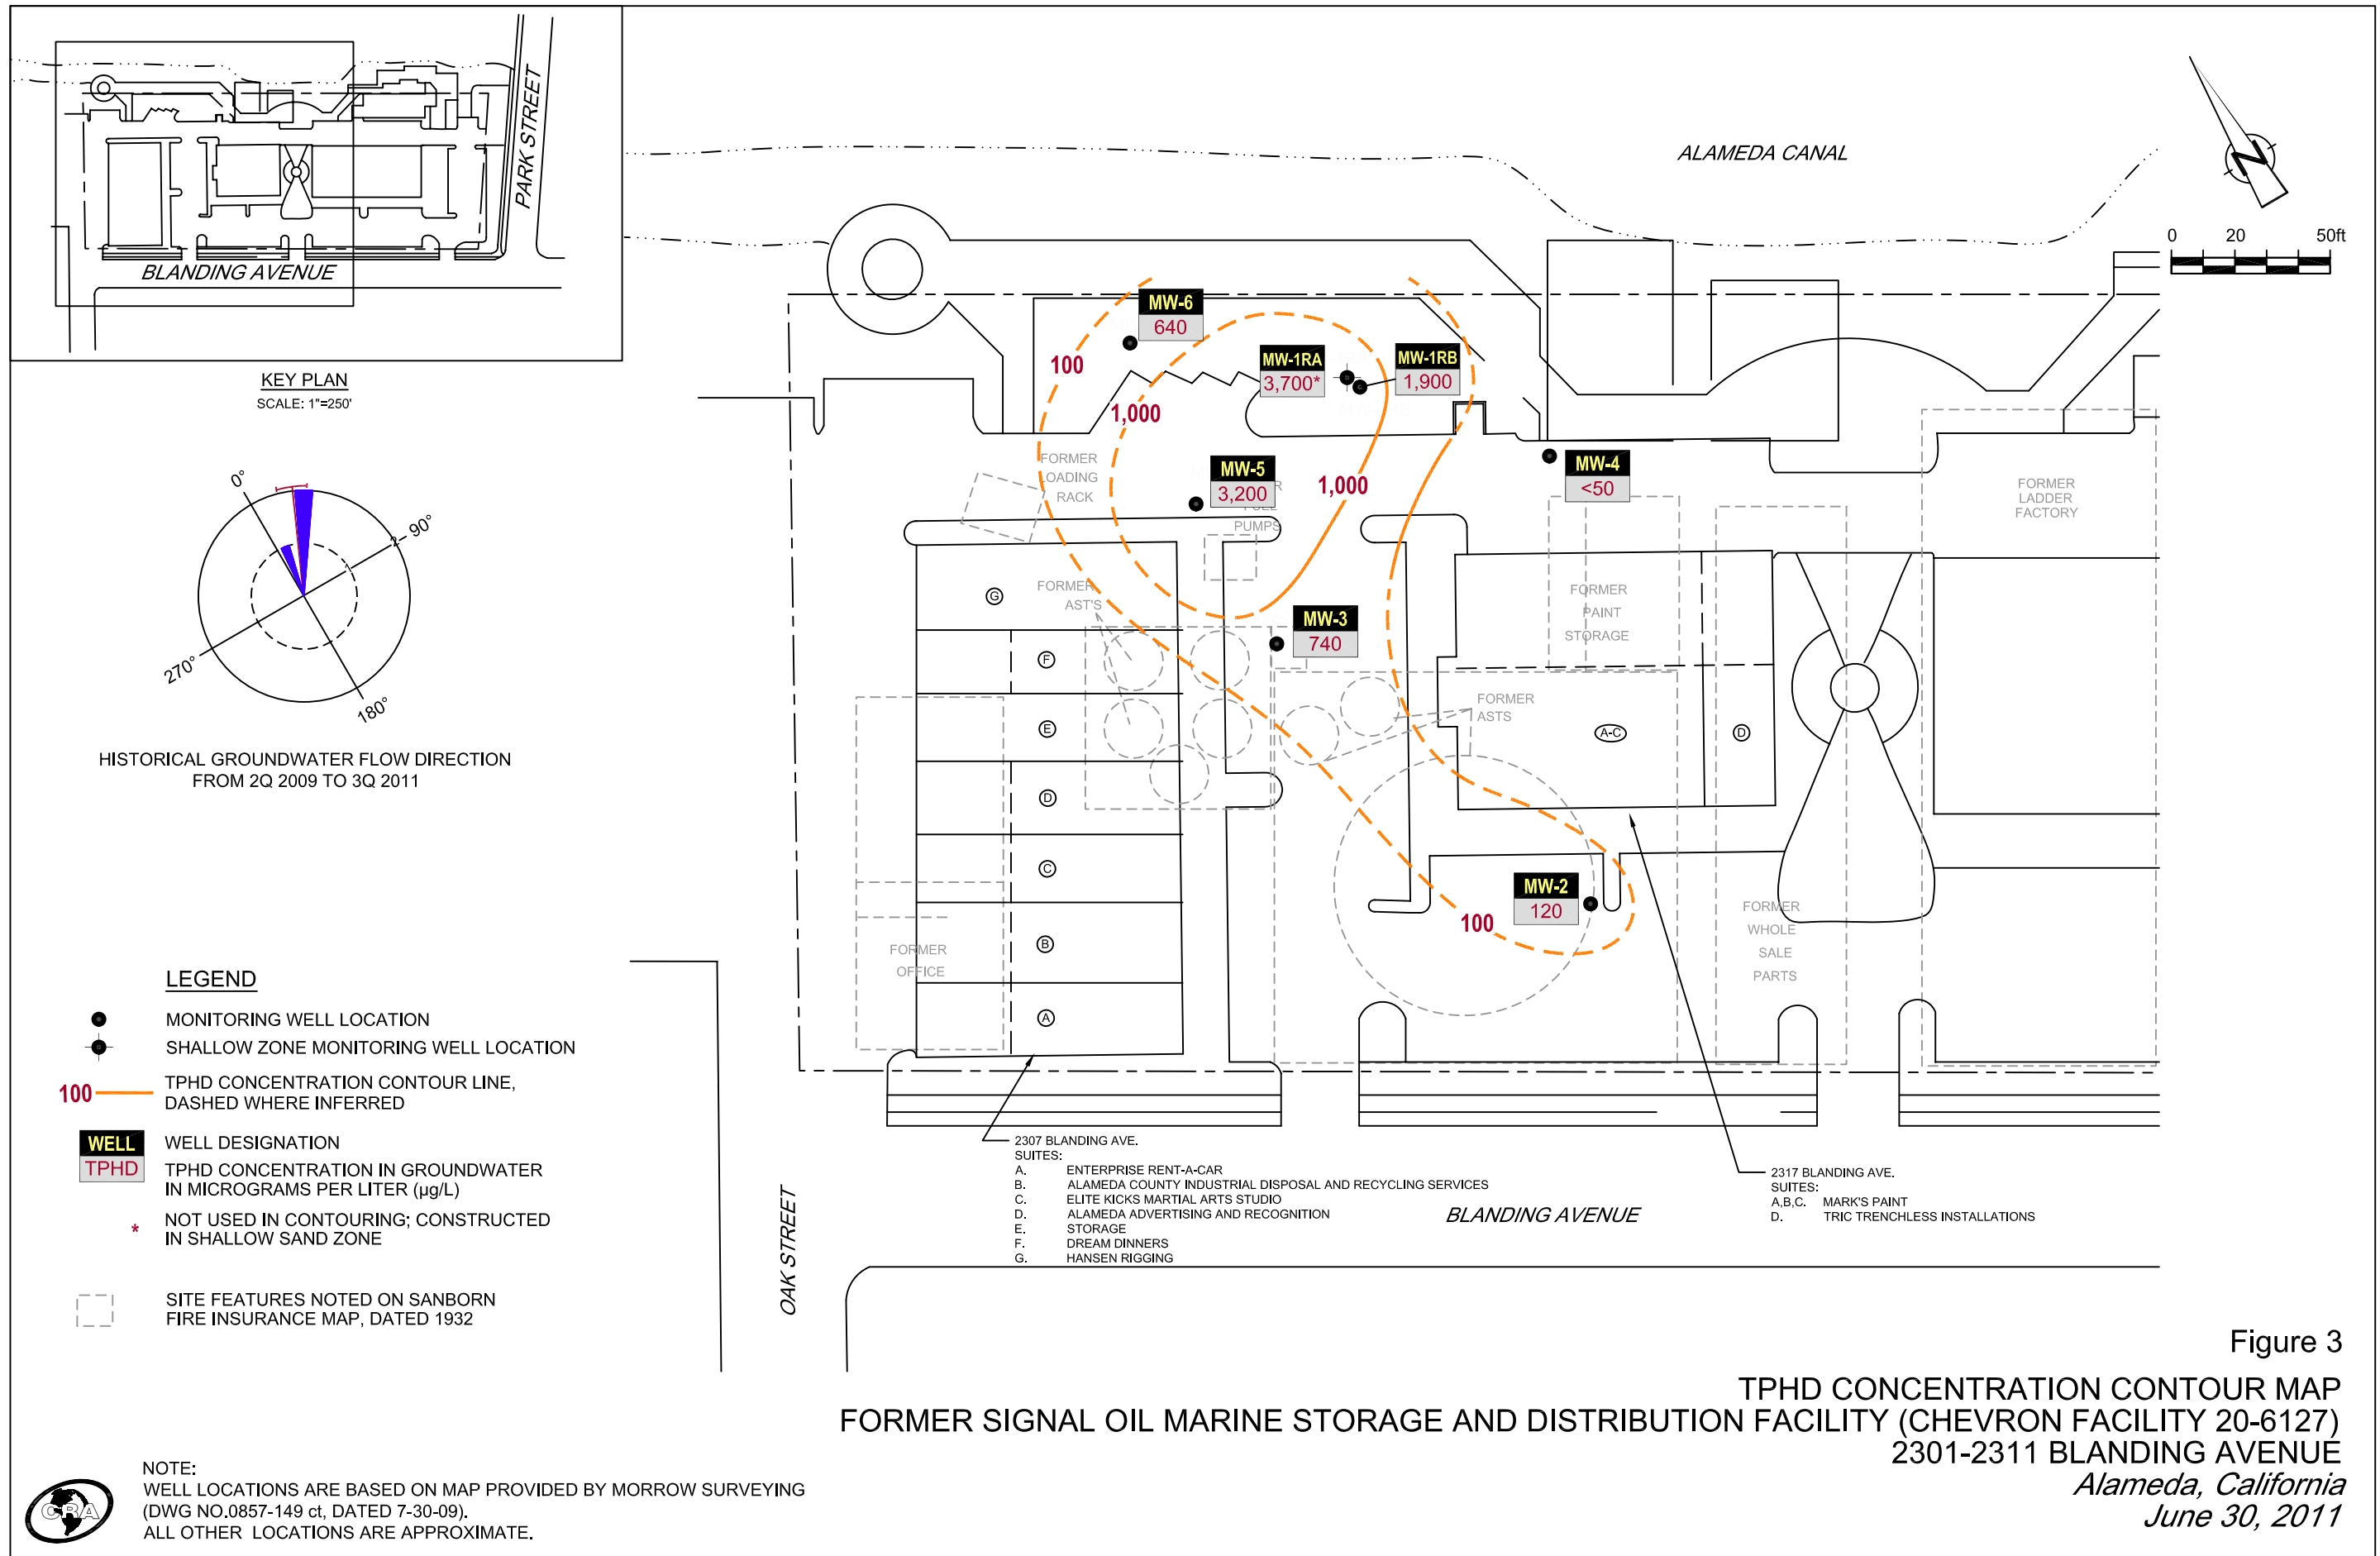 PARK STREET
BLANDING AVENUE
KEY PLAN
SCALE: 1"=250'
0°
90°
2
180°
270°
HISTORICAL GROUNDWATER FLOW DIRECTION
FROM 2Q 2009 TO 3Q 2011
LEGEND
MONITORING WELL LOCATION
SHALLOW ZONE MONITORING WELL LOCATION
100
TPHD CONCENTRATION CONTOUR LINE,
DASHED WHERE INFERRED
WELL
WELL DESIGNATION
TPHD
TPHD CONCENTRATION IN GROUNDWATER
IN MICROGRAMS PER LITER (µg/L)
*
NOT USED IN CONTOURING; CONSTRUCTED
IN SHALLOW SAND ZONE
SITE FEATURES NOTED ON SANBORN
FIRE INSURANCE MAP, DATED 1932
NOTE:
WELL LOCATIONS ARE BASED ON MAP PROVIDED BY MORROW SURVEYING
(DWG NO.0857-149 ct, DATED 7-30-09).
ALL OTHER LOCATIONS ARE APPROXIMATE.
CRA
ALAMEDA CANAL
N
0 20 50ft
MW-6
640
100
MW-1RA
3,700*
MW-1RB
1,900
1,000
MW-5
3,200
1,000
MW-4
<50
FORMER
LOADING
RACK
PUMPS
FORMER
LADDER
FACTORY
FORMER
AST'S
MW-3
740
FORMER
PAINT
STORAGE
FORMER
ASTS
G
F
E
D
C
B
A
A-C
D
MW-2
120
100
FORMER
OFFICE
FORMER
WHOLE
SALE
PARTS
2307 BLANDING AVE.
SUITES:
A. ENTERPRISE RENT-A-CAR
B. ALAMEDA COUNTY INDUSTRIAL DISPOSAL AND RECYCLING SERVICES
C. ELITE KICKS MARTIAL ARTS STUDIO
D. ALAMEDA ADVERTISING AND RECOGNITION
E. STORAGE
F. DREAM DINNERS
G. HANSEN RIGGING
2317 BLANDING AVE.
SUITES:
A,B,C. MARK'S PAINT
D. TRIC TRENCHLESS INSTALLATIONS
BLANDING AVENUE
OAK STREET
Figure 3
TPHD CONCENTRATION CONTOUR MAP
FORMER SIGNAL OIL MARINE STORAGE AND DISTRIBUTION FACILITY (CHEVRON FACILITY 20-6127)
2301-2311 BLANDING AVENUE
Alameda, California
June 30, 2011